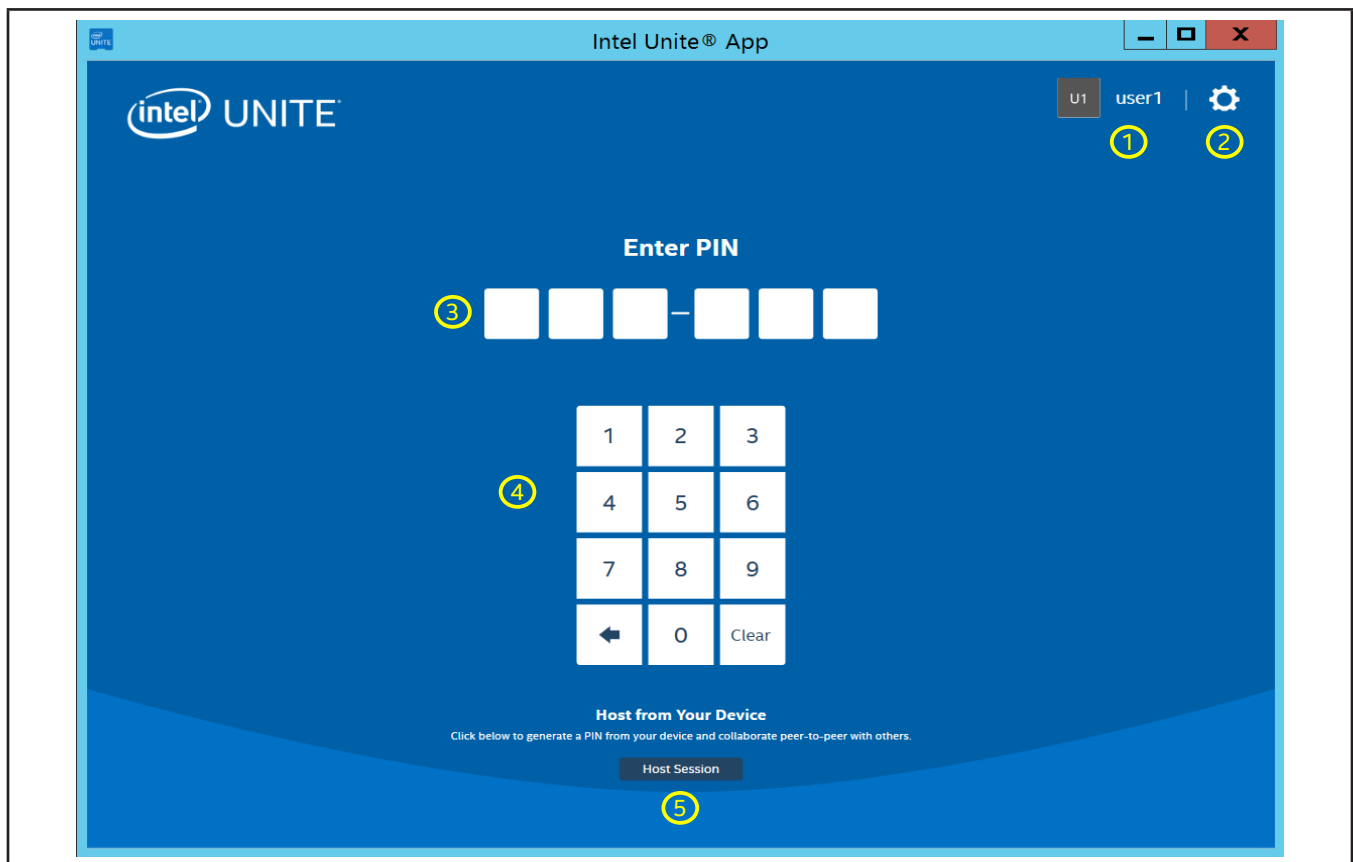 UNITE
Intel Unite® App
X
intel UNITE
U1 user1 |
1 2
Enter PIN
3 –
1 2 3
4
4 5 6
7 8 9
0 Clear
Host from Your Device
Click below to generate a PIN from your device and collaborate peer-to-peer with others.
Host Session
5